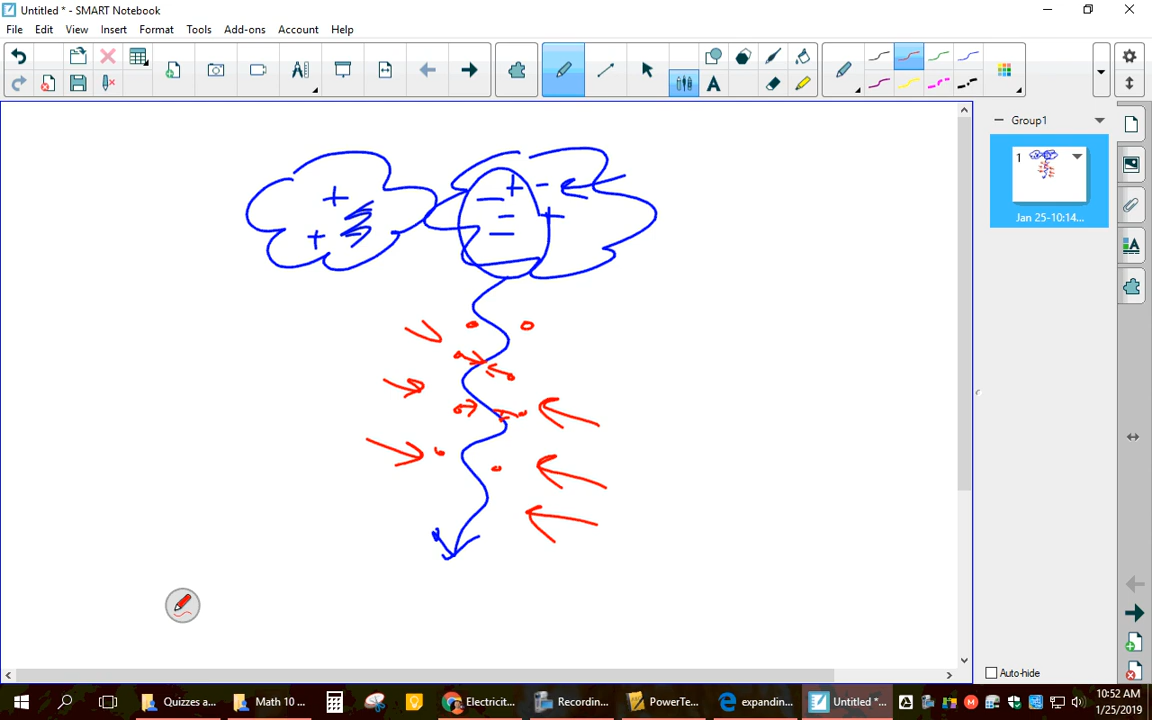 Untitled * - SMART Notebook
File Edit View Insert Format Tools Add-ons Account Help
A
Group1
1
Jan 25-10:14...
+ + - 
- +
- 
+ -
Auto-hide
Quizzes a...
Math 10 ...
Electricit...
Recordin...
PowerTe...
expandin...
Untitled *...
10:52 AM
1/25/2019